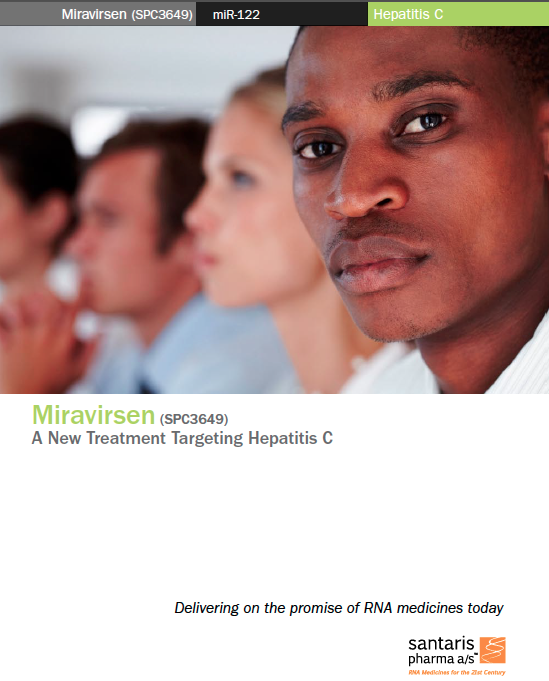 Miravirsen (SPC3649) miR-122 Hepatitis C
Miravirsen (SPC3649)
A New Treatment Targeting Hepatitis C
Delivering on the promise of RNA medicines today
santaris
pharma a/s™
RNA Medicines for the 21st Century